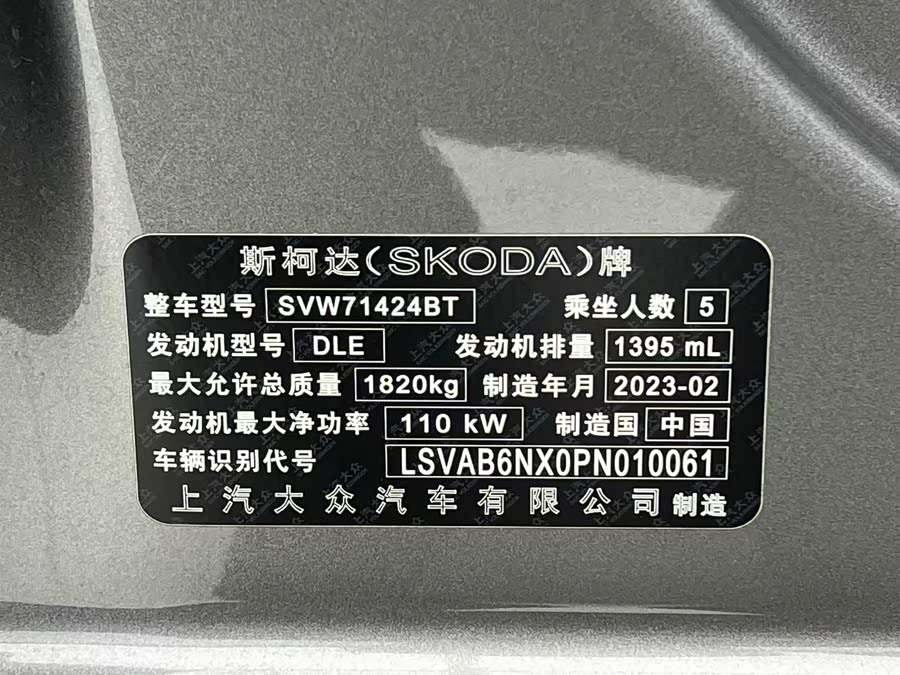 斯柯达(SKODA)牌
整车型号 SVW71424BT 乘坐人数 5
发动机型号 DLE 发动机排量 1395 mL
最大允许总质量 1820kg 制造年月 2023-02
发动机最大净功率 110 kW 制造国 中国
车辆识别代号 LSVAB6NX0PN010061
上汽大众汽车有限公司 制造